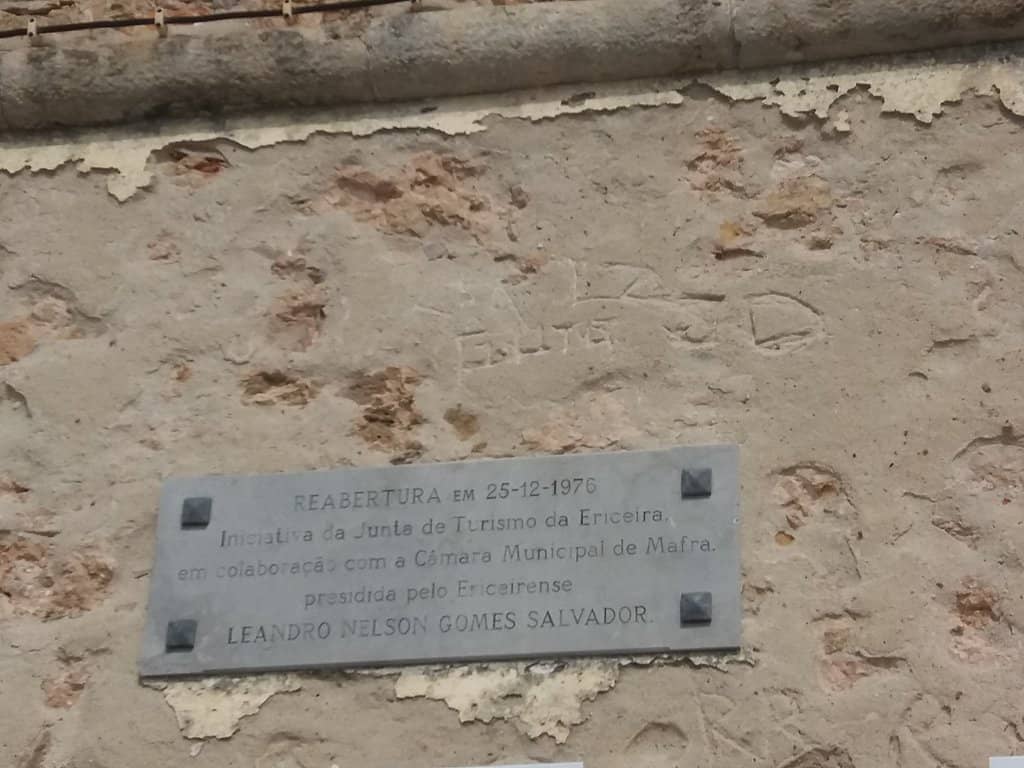 REABERTURA EM 25-12-1976
Iniciativa da Junta de Turismo da Ericeira,
em colaboração com a Câmara Municipal de Mafra.
presidida pelo Ericeirense
LEANDRO NELSON GOMES SALVADOR.